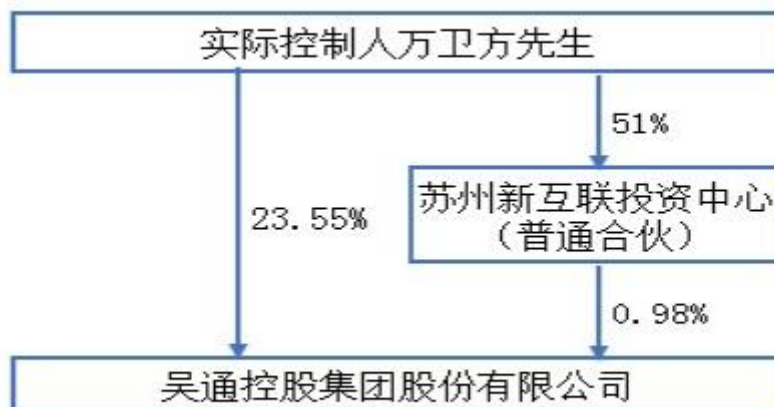 实际控制人万卫方先生
51%
23.55%
苏州新互联投资中心
（普通合伙）
0.98%
吴通控股集团股份有限公司